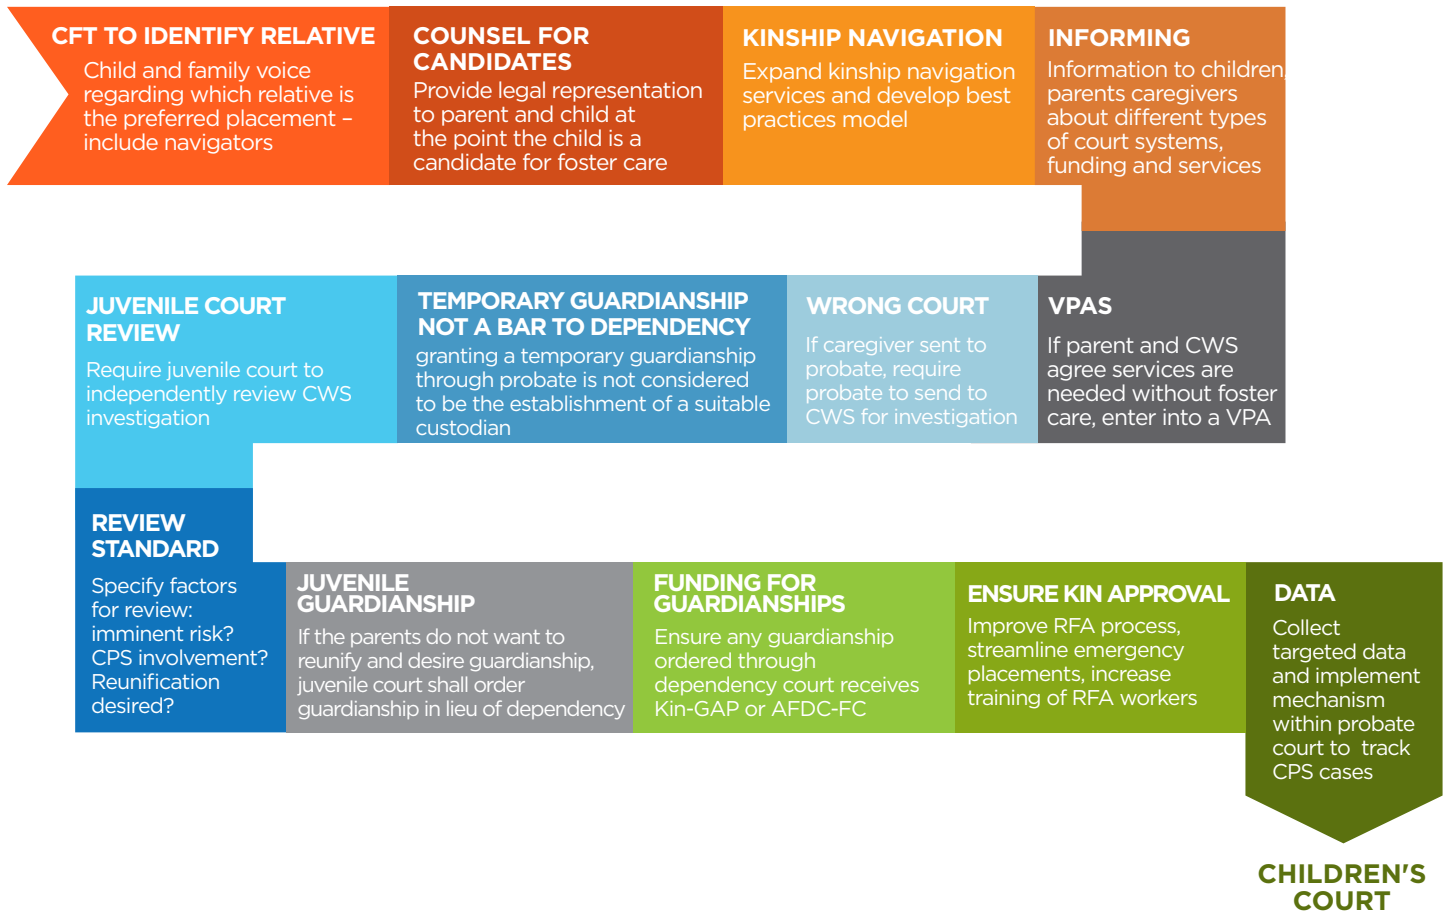 CFT TO IDENTIFY RELATIVE
Child and family voice
regarding which relative is
the preferred placement –
include navigators
COUNSEL FOR
CANDIDATES
Provide legal representation
to parent and child at
the point the child is a
candidate for foster care
KINSHIP NAVIGATION
Expand kinship navigation
services and develop best
practices model
INFORMING
Information to children,
parents caregivers
about different types
of court systems,
funding and services
VPAS
If parent and CWS
agree services are
needed without foster
care, enter into a VPA
WRONG COURT
If caregiver sent to
probate, require
probate to send to
CWS for investigation
TEMPORARY GUARDIANSHIP
NOT A BAR TO DEPENDENCY
granting a temporary guardianship
through probate is not considered
to be the establishment of a suitable
custodian
JUVENILE COURT
REVIEW
Require juvenile court to
independently review CWS
investigation
REVIEW
STANDARD
Specify factors
for review:
imminent risk?
CPS involvement?
Reunification
desired?
JUVENILE
GUARDIANSHIP
If the parents do not want to
reunify and desire guardianship,
juvenile court shall order
guardianship in lieu of dependency
FUNDING FOR
GUARDIANSHIPS
Ensure any guardianship
ordered through
dependency court receives
Kin-GAP or AFDC-FC
ENSURE KIN APPROVAL
Improve RFA process,
streamline emergency
placements, increase
training of RFA workers
DATA
Collect
targeted data
and implement
mechanism
within probate
court to track
CPS cases
CHILDREN'S
COURT